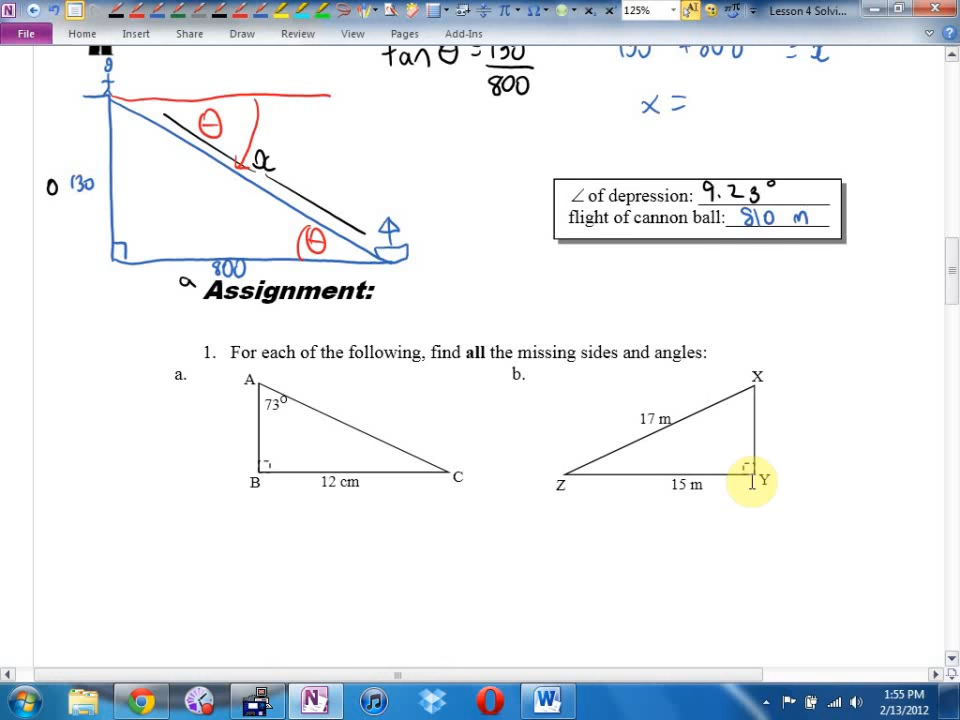 125%
Lesson 4 Solvi...
File Home Insert Share Draw Review View Pages Add-Ins
tan θ = 130
800
130 + 800 = x
x =
θ
x
O 130
θ
800
a
∠ of depression: 9.23°
flight of cannon ball: 810 m
Assignment:
1. For each of the following, find all the missing sides and angles:
a.
b.
A
73°
B
12 cm
C
X
17 m
Z
15 m
Y
1:55 PM
2/13/2012